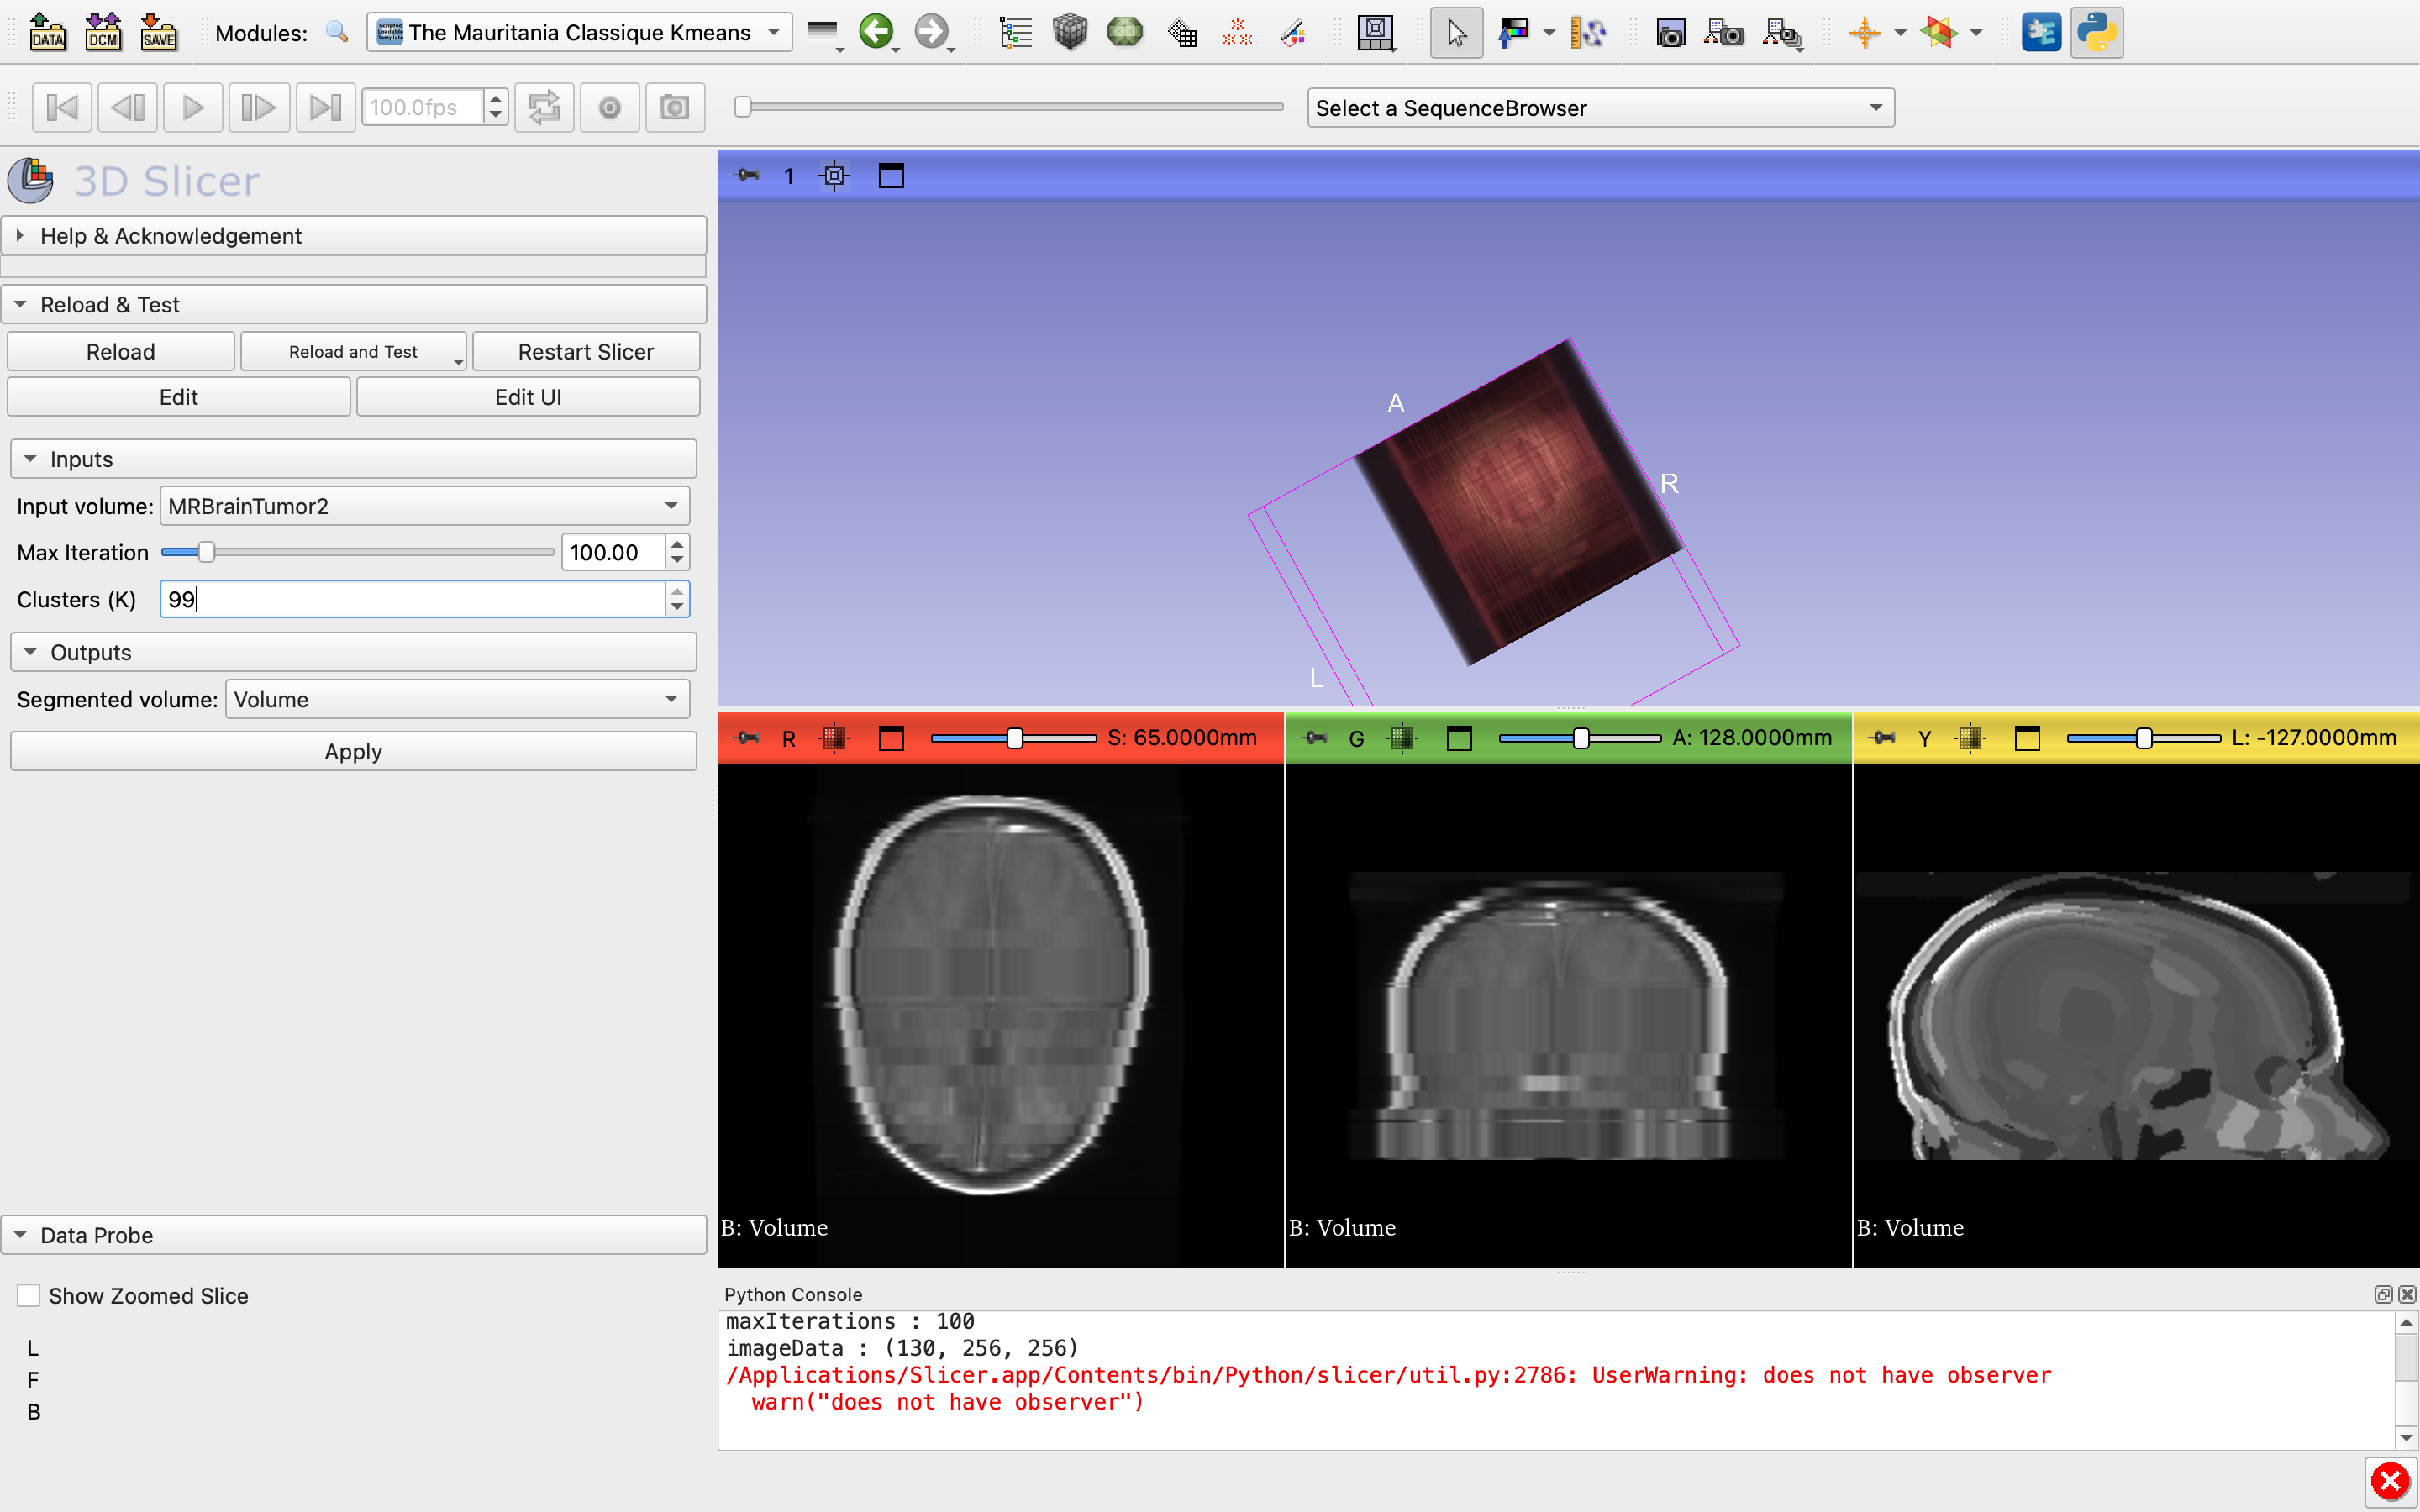 DATA DCM SAVE Modules: The Mauritania Classique Kmeans
100.0fps Select a SequenceBrowser
3D Slicer
Help & Acknowledgement
Reload & Test
Reload Reload and Test Restart Slicer
Edit Edit UI
Inputs
Input volume: MRBrainTumor2
Max Iteration 100.00
Clusters (K) 99
Outputs
Segmented volume: Volume
Apply
Data Probe
Show Zoomed Slice
L
F
B
1
A
R
L
R S: 65.0000mm
B: Volume
G A: 128.0000mm
B: Volume
Y L: -127.0000mm
B: Volume
Python Console
maxIterations : 100
imageData : (130, 256, 256)
/Applications/Slicer.app/Contents/bin/Python/slicer/util.py:2786: UserWarning: does not have observer
warn("does not have observer")